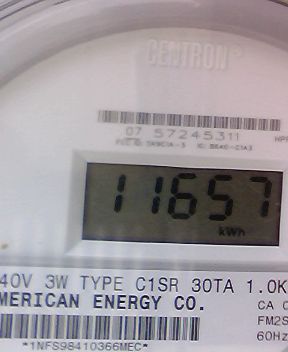 CENTRON®
07 57245311
11657
kWh
40V 3W TYPE C1SR 30TA 1.0K
MERICAN ENERGY CO.
CA 0
FM2S
60Hz
*1NFS98410366MEC*